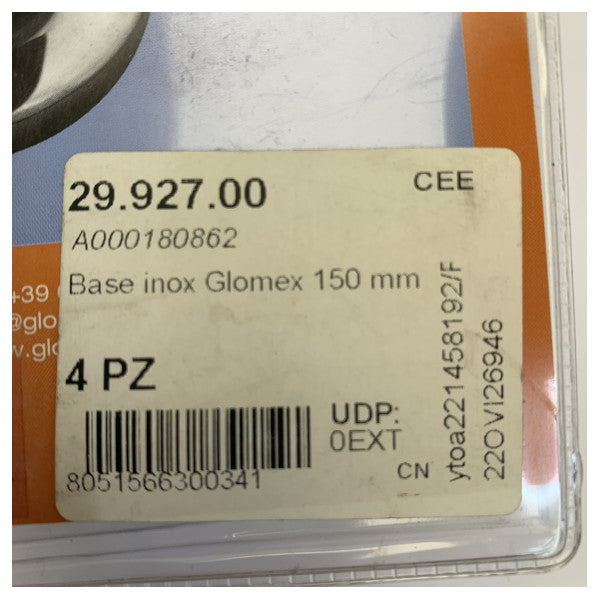 29.927.00
CEE
A000180862
Base inox Glomex 150 mm
4 PZ
UDP:
0EXT
CN
8051566300341
ytoa221458192/F
22OVI26946
+39
@glo
w.glo